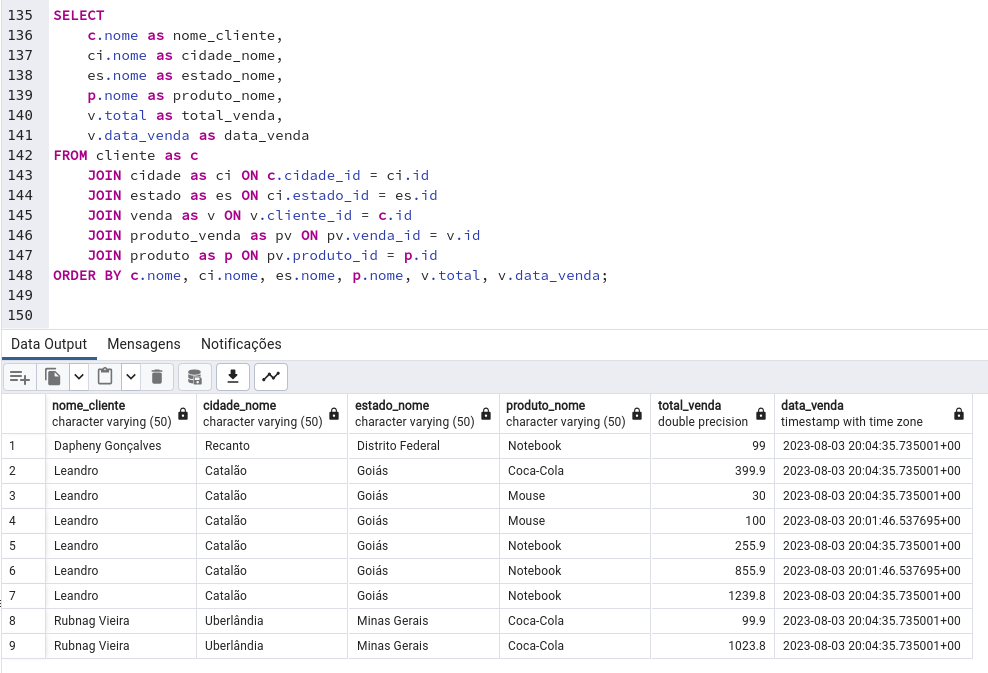 135 SELECT
136 c.nome as nome_cliente,
137 ci.nome as cidade_nome,
138 es.nome as estado_nome,
139 p.nome as produto_nome,
140 v.total as total_venda,
141 v.data_venda as data_venda
142 FROM cliente as c
143 JOIN cidade as ci ON c.cidade_id = ci.id
144 JOIN estado as es ON ci.estado_id = es.id
145 JOIN venda as v ON v.cliente_id = c.id
146 JOIN produto_venda as pv ON pv.venda_id = v.id
147 JOIN produto as p ON pv.produto_id = p.id
148 ORDER BY c.nome, ci.nome, es.nome, p.nome, v.total, v.data_venda;
149
150
Data Output Mensagens Notificações
nome_cliente cidade_nome estado_nome produto_nome total_venda data_venda
character varying (50) character varying (50) character varying (50) character varying (50) double precision timestamp with time zone
1 Dapheny Gonçalves Recanto Distrito Federal Notebook 99 2023-08-03 20:04:35.735001+00
2 Leandro Catalão Goiás Coca-Cola 399.9 2023-08-03 20:04:35.735001+00
3 Leandro Catalão Goiás Mouse 30 2023-08-03 20:04:35.735001+00
4 Leandro Catalão Goiás Mouse 100 2023-08-03 20:01:46.537695+00
5 Leandro Catalão Goiás Notebook 255.9 2023-08-03 20:04:35.735001+00
6 Leandro Catalão Goiás Notebook 855.9 2023-08-03 20:01:46.537695+00
7 Leandro Catalão Goiás Notebook 1239.8 2023-08-03 20:04:35.735001+00
8 Rubnag Vieira Uberlândia Minas Gerais Coca-Cola 99.9 2023-08-03 20:04:35.735001+00
9 Rubnag Vieira Uberlândia Minas Gerais Coca-Cola 1023.8 2023-08-03 20:04:35.735001+00